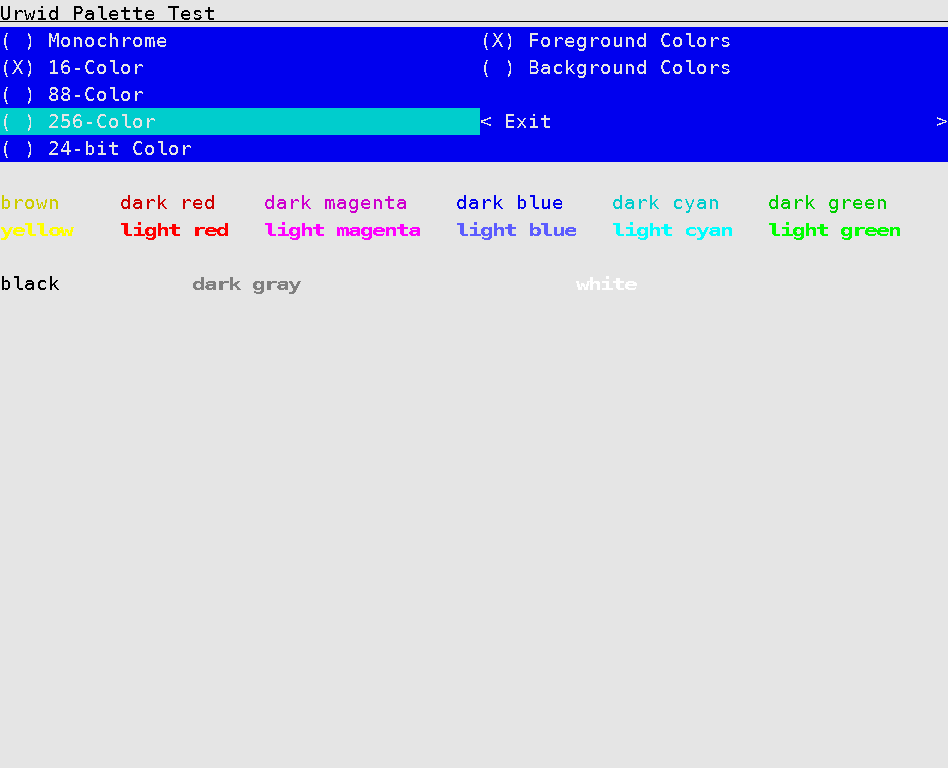 Urwid Palette Test
( ) Monochrome (X) Foreground Colors
(X) 16-Color ( ) Background Colors
( ) 88-Color
( ) 256-Color < Exit >
( ) 24-bit Color
brown dark red dark magenta dark blue dark cyan dark green
yellow light red light magenta light blue light cyan light green
black dark gray white